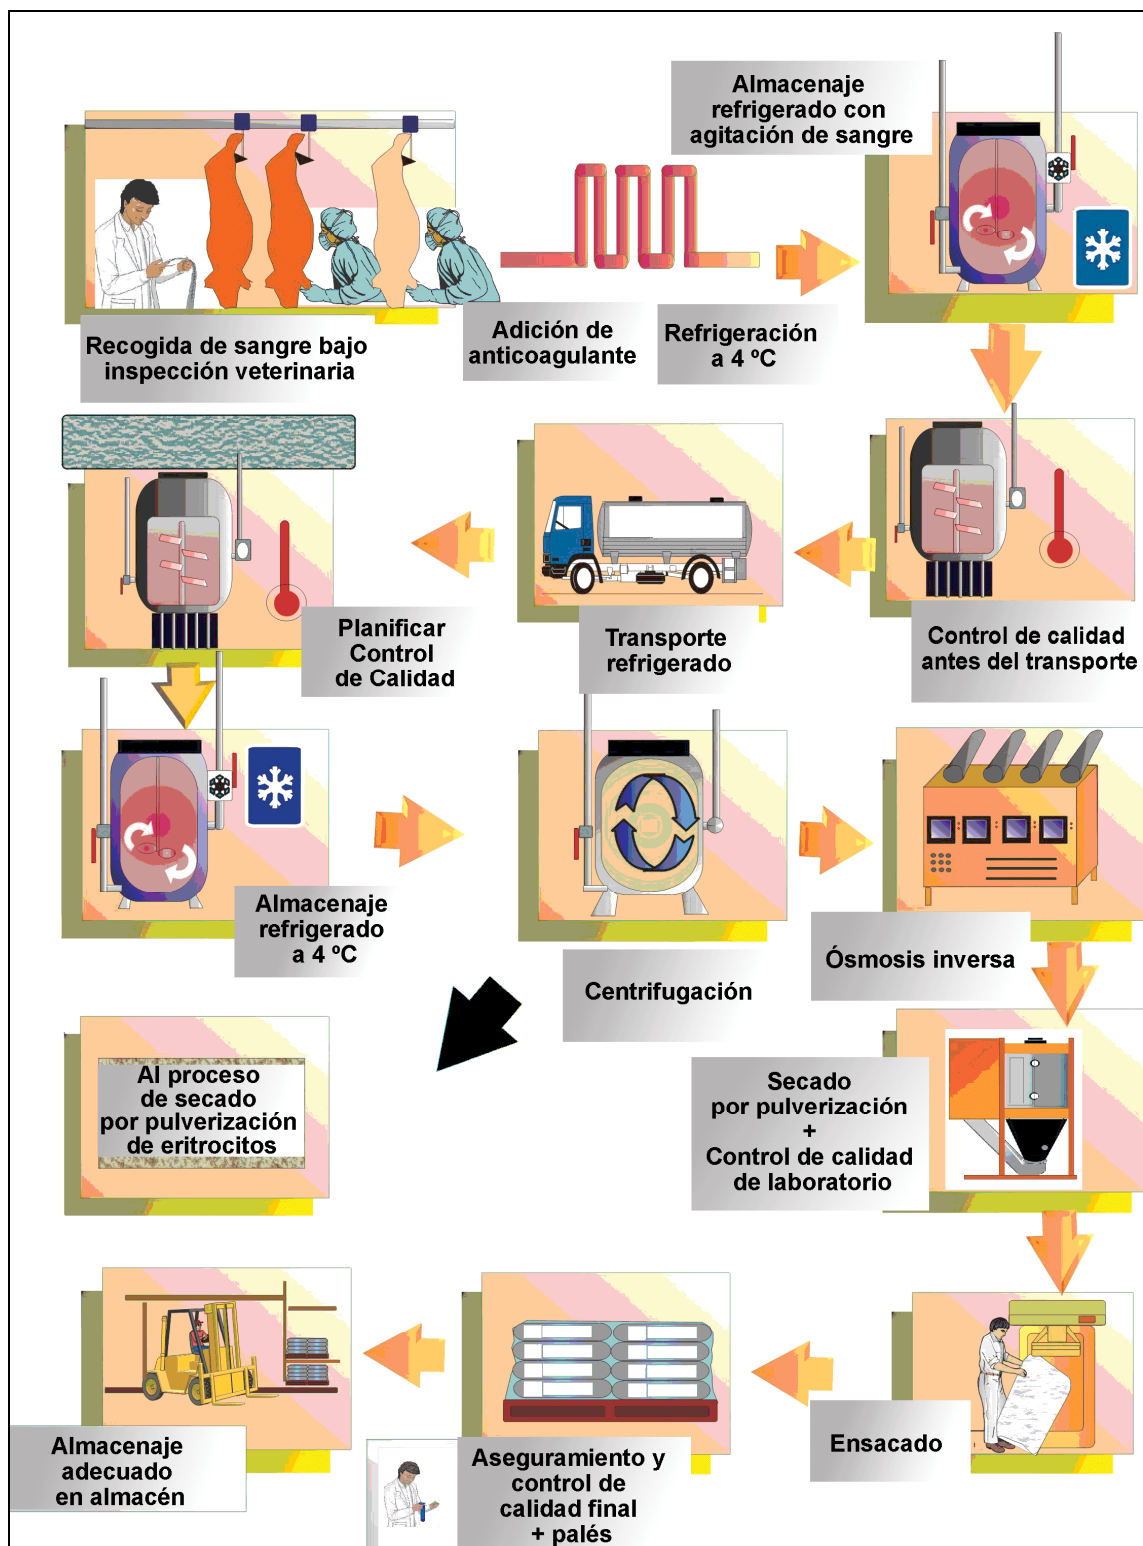 Recogida de sangre bajo
inspección veterinaria
Adición de
anticoagulante
Refrigeración
a 4 ºC
Almacenaje
refrigerado con
agitación de sangre
Control de calidad
antes del transporte
Transporte
refrigerado
Planificar
Control
de Calidad
Almacenaje
refrigerado
a 4 ºC
Centrifugación
Ósmosis inversa
Al proceso
de secado
por pulverización
de eritrocitos
Secado
por pulverización
+
Control de calidad
de laboratorio
Ensacado
Aseguramiento y
control de
calidad final
+ palés
Almacenaje
adecuado
en almacén